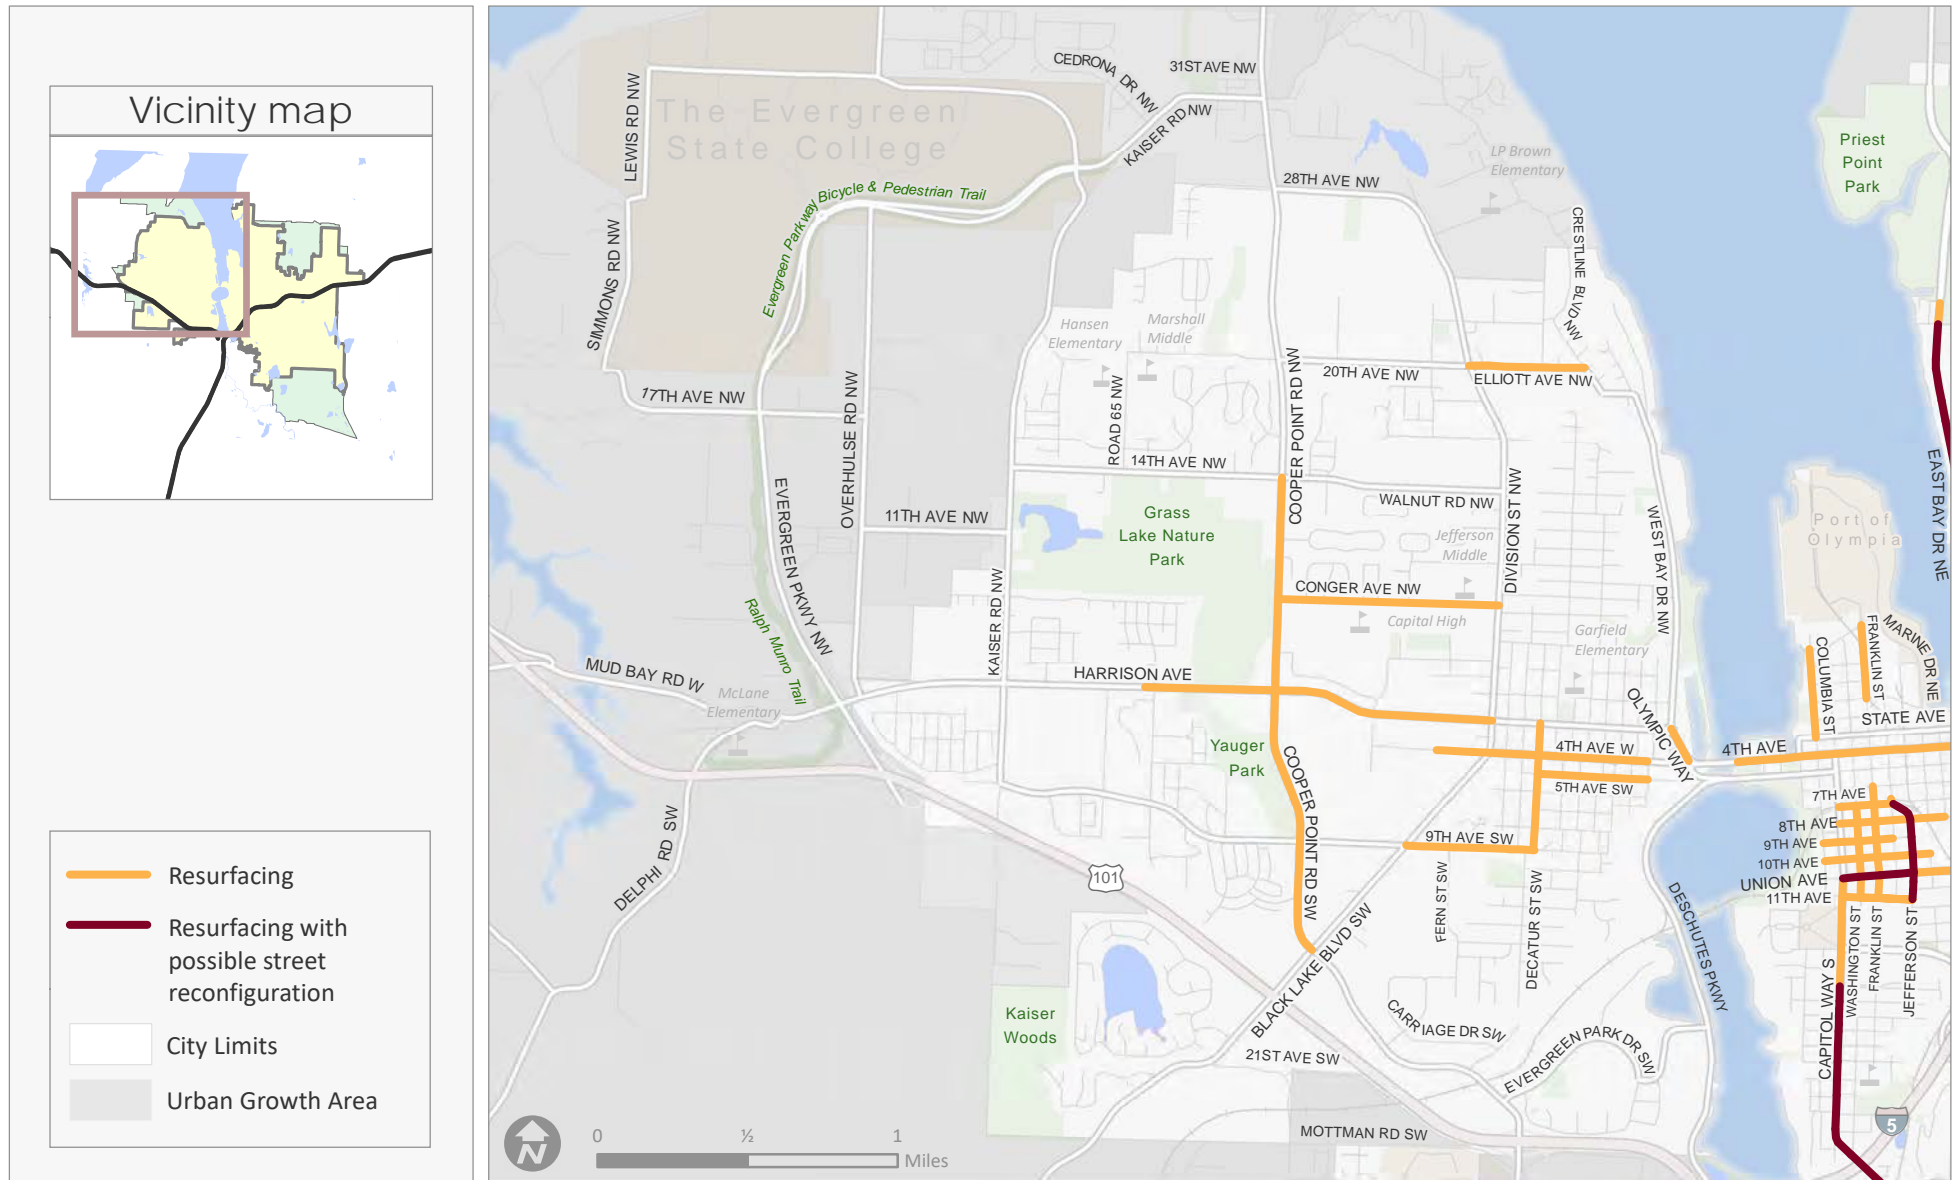 Vicinity map
Resurfacing
Resurfacing with
possible street
reconfiguration
City Limits
Urban Growth Area
CEDRONA DR NW
31ST AVE NW
KAISER RD NW
LEWIS RD NW
The Evergreen
State College
Evergreen Parkway Bicycle & Pedestrian Trail
SIMMONS RD NW
28TH AVE NW
LP Brown
Elementary
CRESTLINE BLVD NW
Priest
Point
Park
Hansen
Elementary
Marshall
Middle
17TH AVE NW
OVERHULSE RD NW
ROAD 65 NW
COOPER POINT RD NW
20TH AVE NW
ELLIOTT AVE NW
14TH AVE NW
WALNUT RD NW
DIVISION ST NW
EAST BAY DR NE
EVERGREEN PKWY NW
11TH AVE NW
Grass
Lake Nature
Park
Jefferson
Middle
WEST BAY DR NW
Port of
Olympia
KAISER RD NW
CONGER AVE NW
Capital High
Garfield
Elementary
Ralph Munro Trail
MUD BAY RD W
McLane
Elementary
HARRISON AVE
COLUMBIA ST
FRANKLIN ST
MARINE DR NE
STATE AVE
OLYMPIC WAY
Yauger
Park
COOPER POINT RD SW
4TH AVE W
4TH AVE
5TH AVE SW
7TH AVE
8TH AVE
9TH AVE
10TH AVE
UNION AVE
11TH AVE
9TH AVE SW
DELPHI RD SW
101
FERN ST SW
DECATUR ST SW
DESCHUTES PKWY
WASHINGTON ST
FRANKLIN ST
JEFFERSON ST
CAPITOL WAY S
BLACK LAKE BLVD SW
Kaiser
Woods
CARRIAGE DR SW
EVERGREEN PARK DR SW
21ST AVE SW
MOTTMAN RD SW
5
N
0 ½ 1
Miles